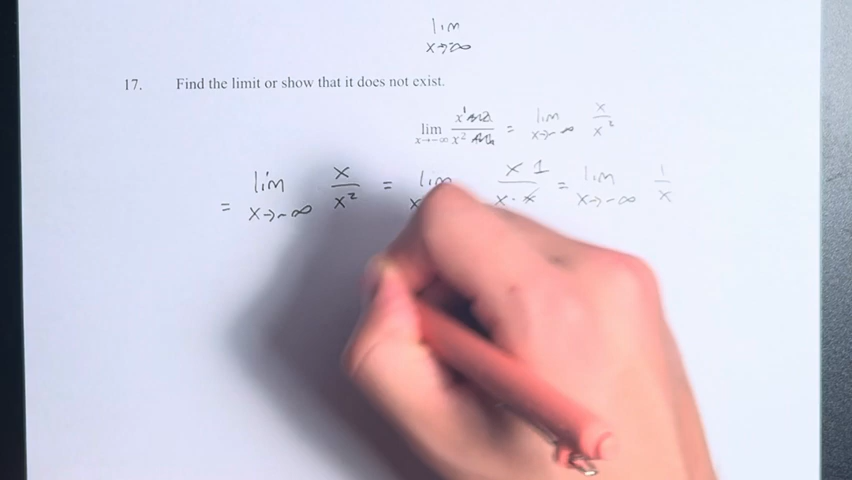 lim
x→-∞
17. Find the limit or show that it does not exist.
lim x→-∞ x¹ / x² = lim x→-∞ x / x²
= lim x→-∞ x / x² = lim x · 1 / x · x = lim x→-∞ 1 / x